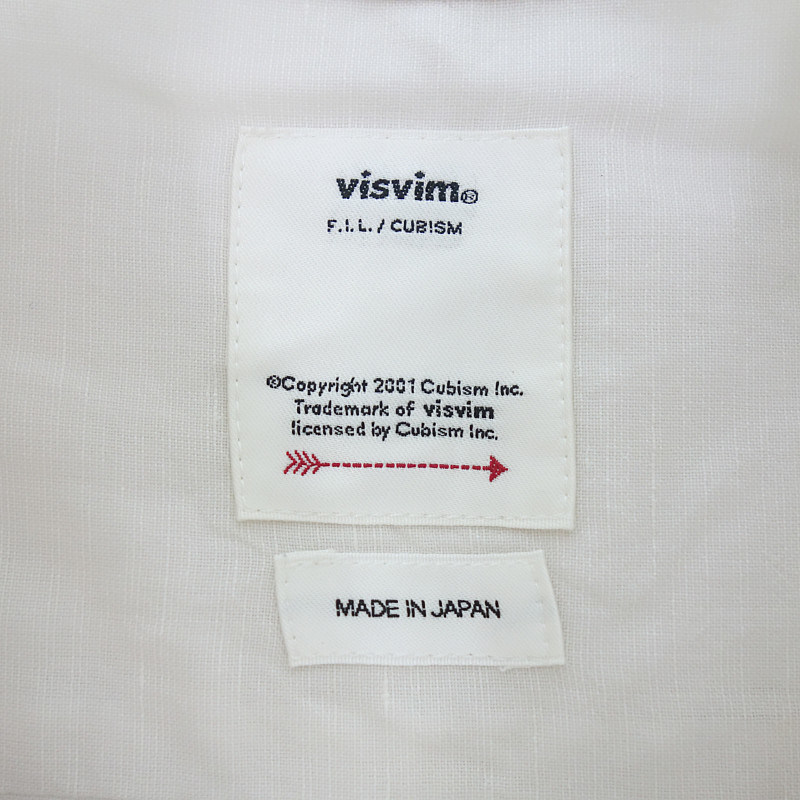 visvim®
F.I.L. / CUBISM
©Copyright 2001 Cubism Inc.
Trademark of visvim
licensed by Cubism Inc.
MADE IN JAPAN